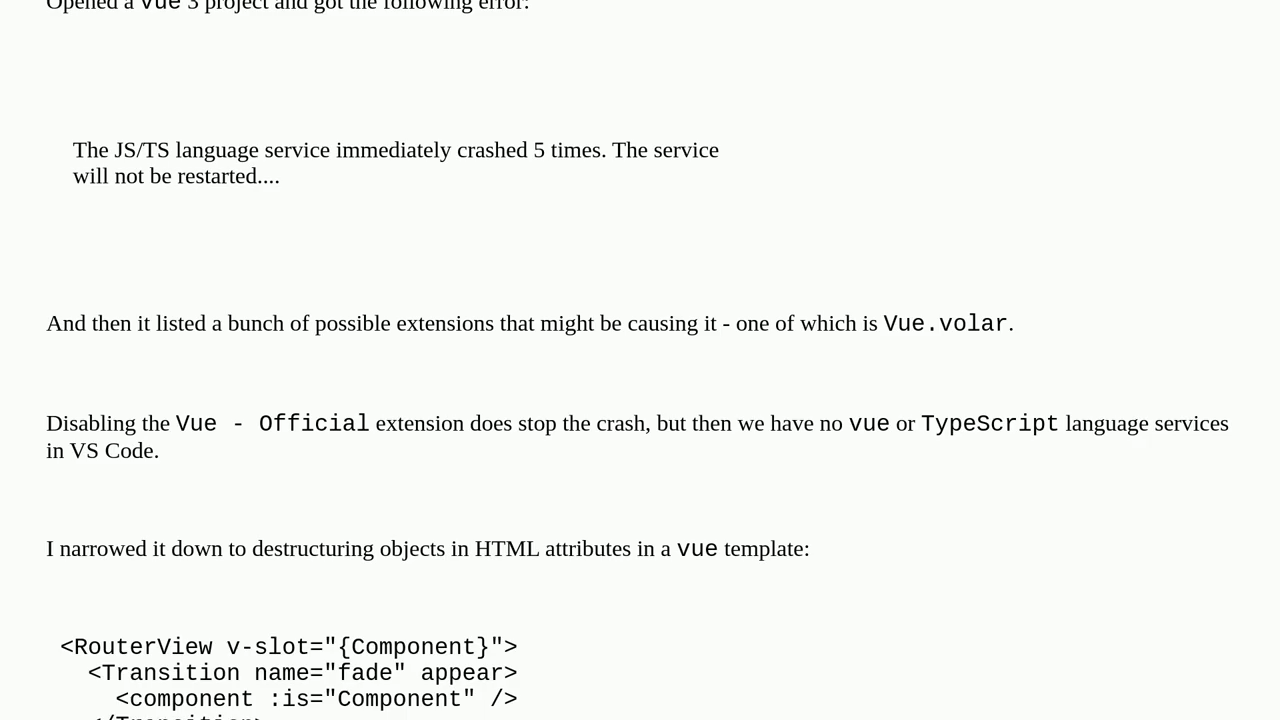 Opened a vue 3 project and got the following error:
The JS/TS language service immediately crashed 5 times. The service
will not be restarted....
And then it listed a bunch of possible extensions that might be causing it - one of which is Vue.volar.
Disabling the Vue - Official extension does stop the crash, but then we have no vue or TypeScript language services
in VS Code.
I narrowed it down to destructuring objects in HTML attributes in a vue template:
<RouterView v-slot="{Component}">
<Transition name="fade" appear>
<component :is="Component" />
</Transition>